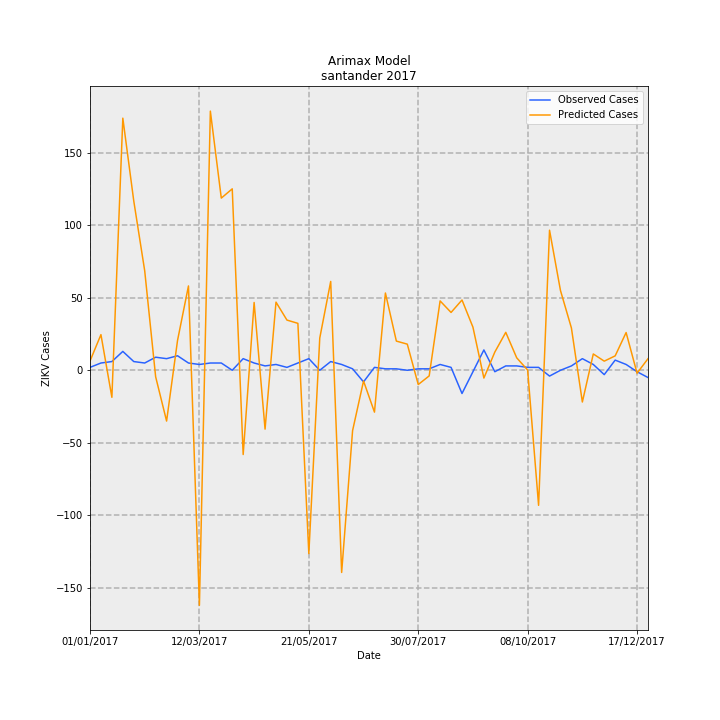 Arimax Model
santander 2017
Observed Cases
Predicted Cases
ZIKV Cases
150
100
50
0
−50
−100
−150
01/01/2017
12/03/2017
21/05/2017
30/07/2017
08/10/2017
17/12/2017
Date